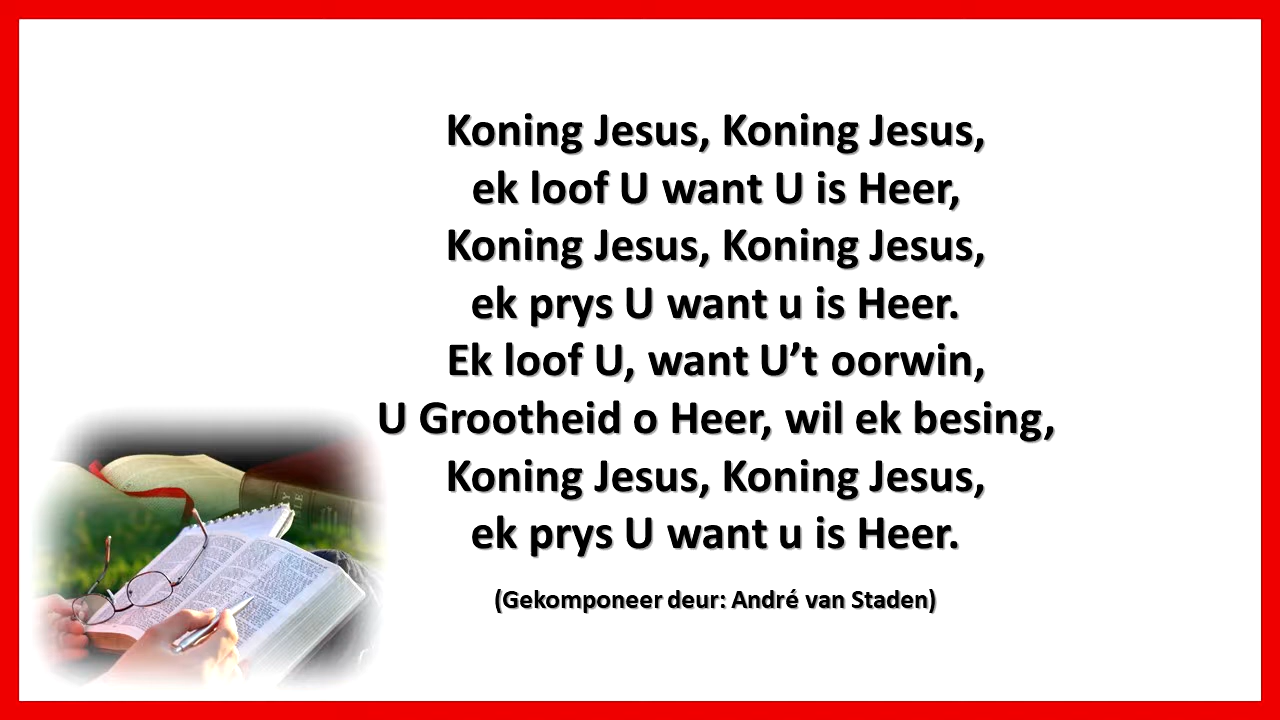 Koning Jesus, Koning Jesus,
ek loof U want U is Heer,
Koning Jesus, Koning Jesus,
ek prys U want u is Heer.
Ek loof U, want U’t oorwin,
U Grootheid o Heer, wil ek besing,
Koning Jesus, Koning Jesus,
ek prys U want u is Heer.
(Gekomponeer deur: André van Staden)